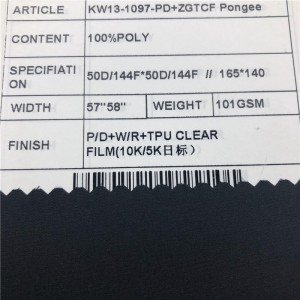 ARTICLE KW13-1097-PD+ZGTCF Pongee
CONTENT 100%POLY
SPECIFIATI
ON 50D/144F*50D/144F // 165*140
WIDTH 57"58" WEIGHT 101GSM
FINISH P/D+W/R+TPU CLEAR
FILM(10K/5K日标)